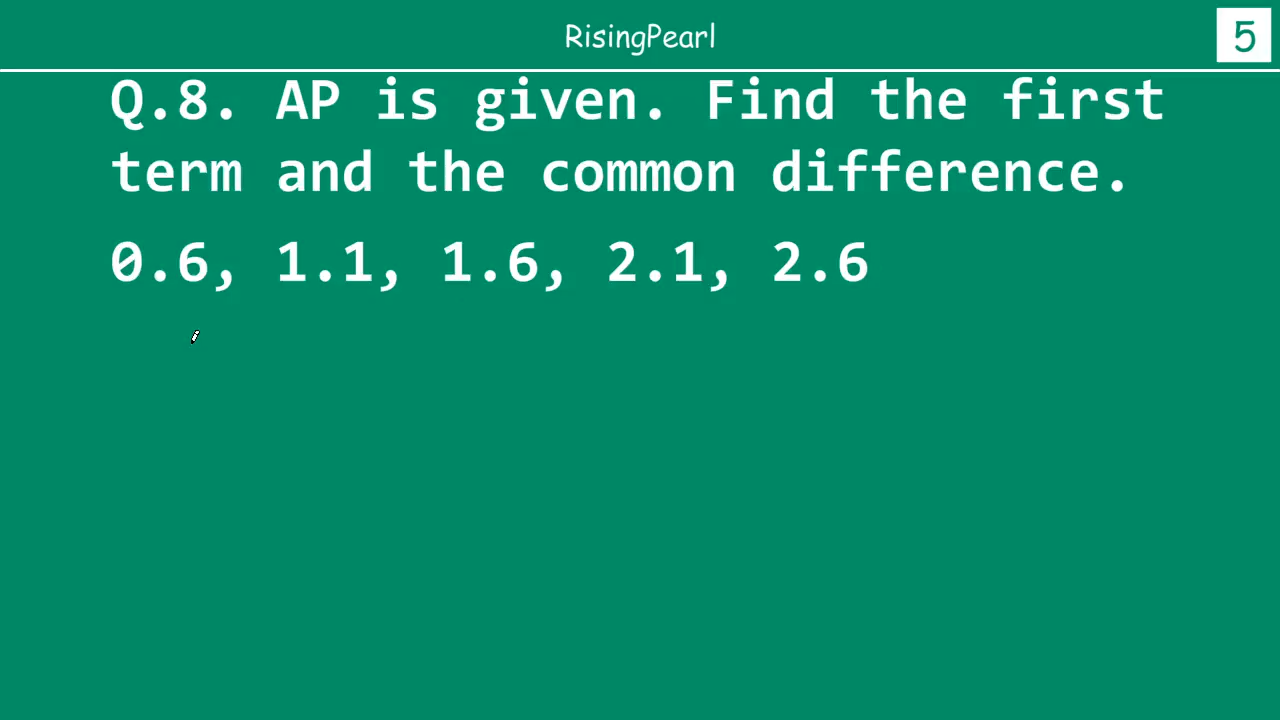 RisingPearl
5
Q.8. AP is given. Find the first
term and the common difference.
0.6, 1.1, 1.6, 2.1, 2.6